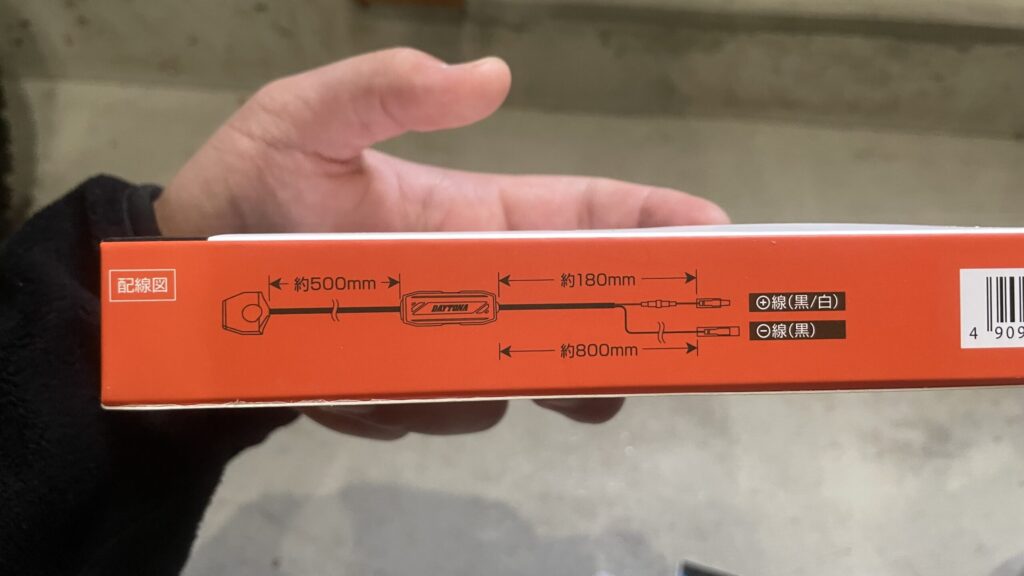 配線図
約500mm
DAYTONA
約180mm
⊕線(黒/白)
⊖線(黒)
約800mm
4 909